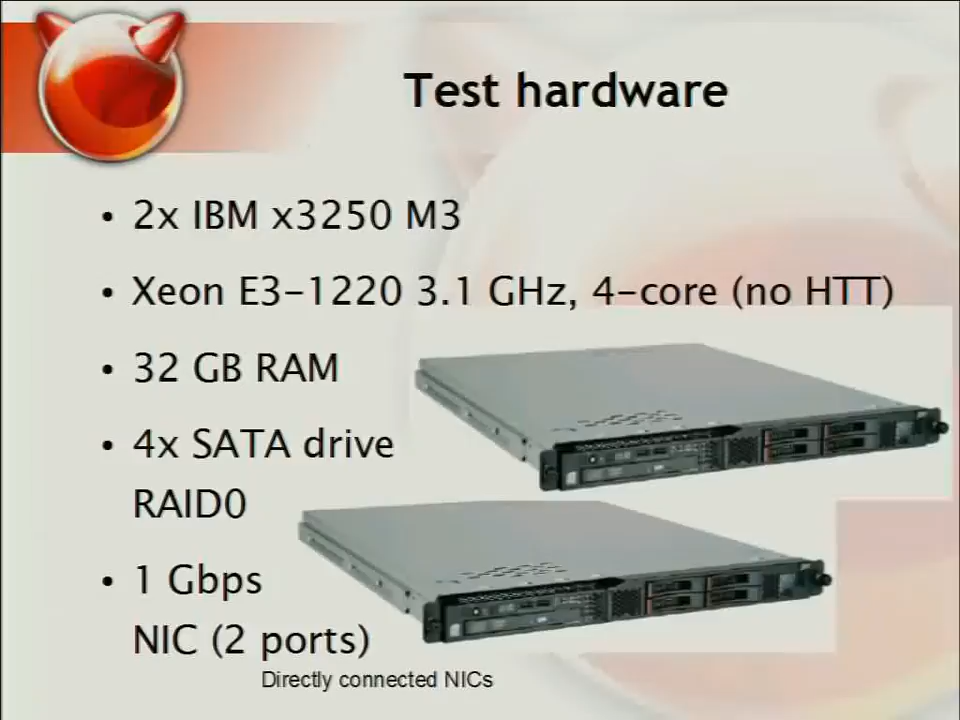 Test hardware
• 2x IBM x3250 M3
• Xeon E3-1220 3.1 GHz, 4-core (no HTT)
• 32 GB RAM
• 4x SATA drive
RAID0
• 1 Gbps
NIC (2 ports)
Directly connected NICs